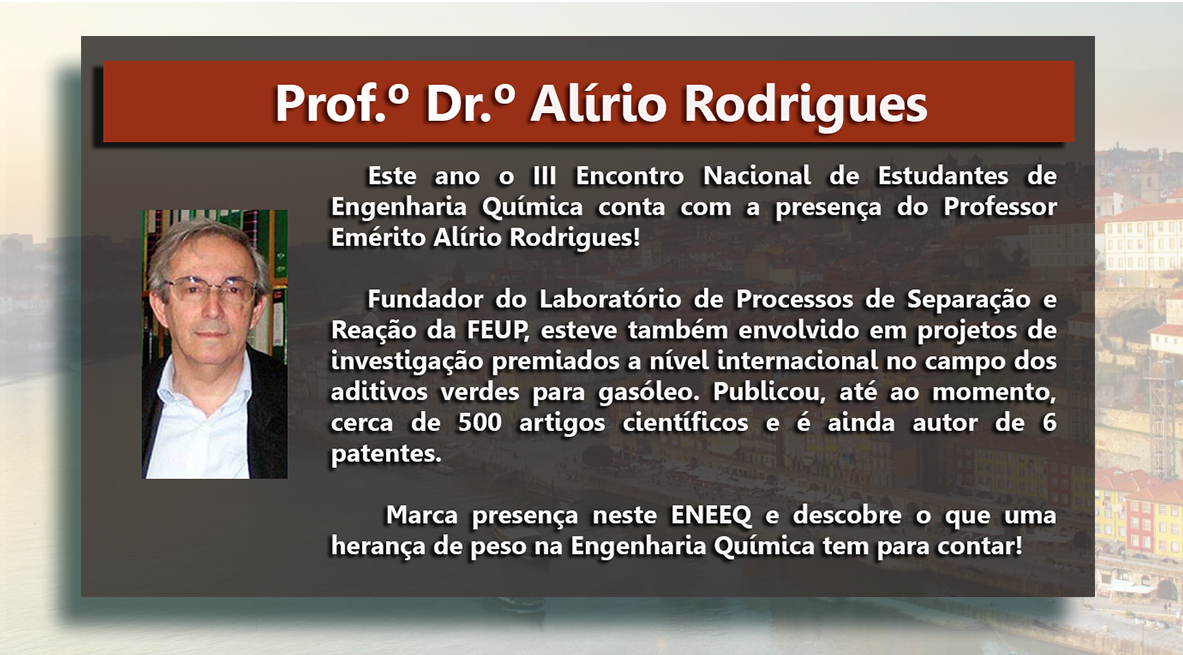 Prof.º Dr.º Alírio Rodrigues
Este ano o III Encontro Nacional de Estudantes de
Engenharia Química conta com a presença do Professor
Emérito Alírio Rodrigues!
Fundador do Laboratório de Processos de Separação e
Reação da FEUP, esteve também envolvido em projetos de
investigação premiados a nível internacional no campo dos
aditivos verdes para gasóleo. Publicou, até ao momento,
cerca de 500 artigos científicos e é ainda autor de 6
patentes.
Marca presença neste ENEEQ e descobre o que uma
herança de peso na Engenharia Química tem para contar!